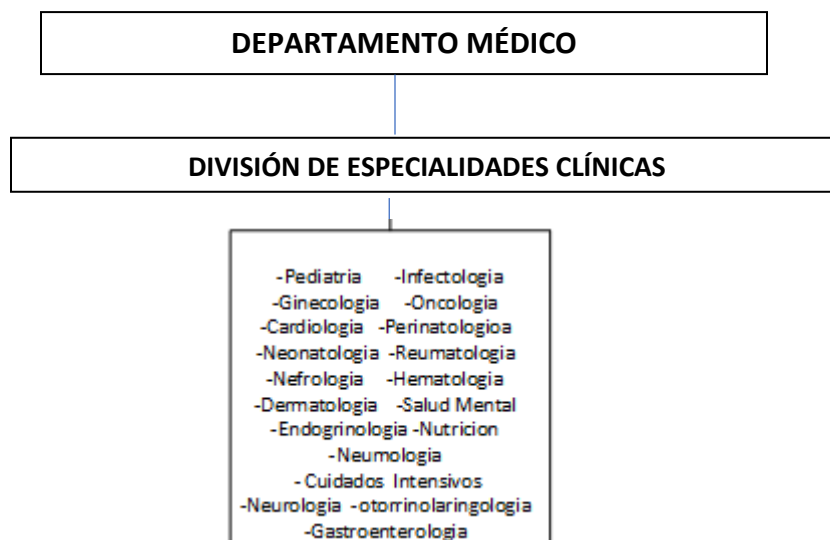 DEPARTAMENTO MÉDICO
DIVISIÓN DE ESPECIALIDADES CLÍNICAS
-Pediatria -Infectologia
-Ginecologia -Oncologia
-Cardiologia -Perinatologioa
-Neonatologia -Reumatologia
-Nefrologia -Hematologia
-Dermatologia -Salud Mental
-Endogrinologia -Nutricion
-Neumologia
- Cuidados Intensivos
-Neurologia -otorrinolaringologia
-Gastroenterologia